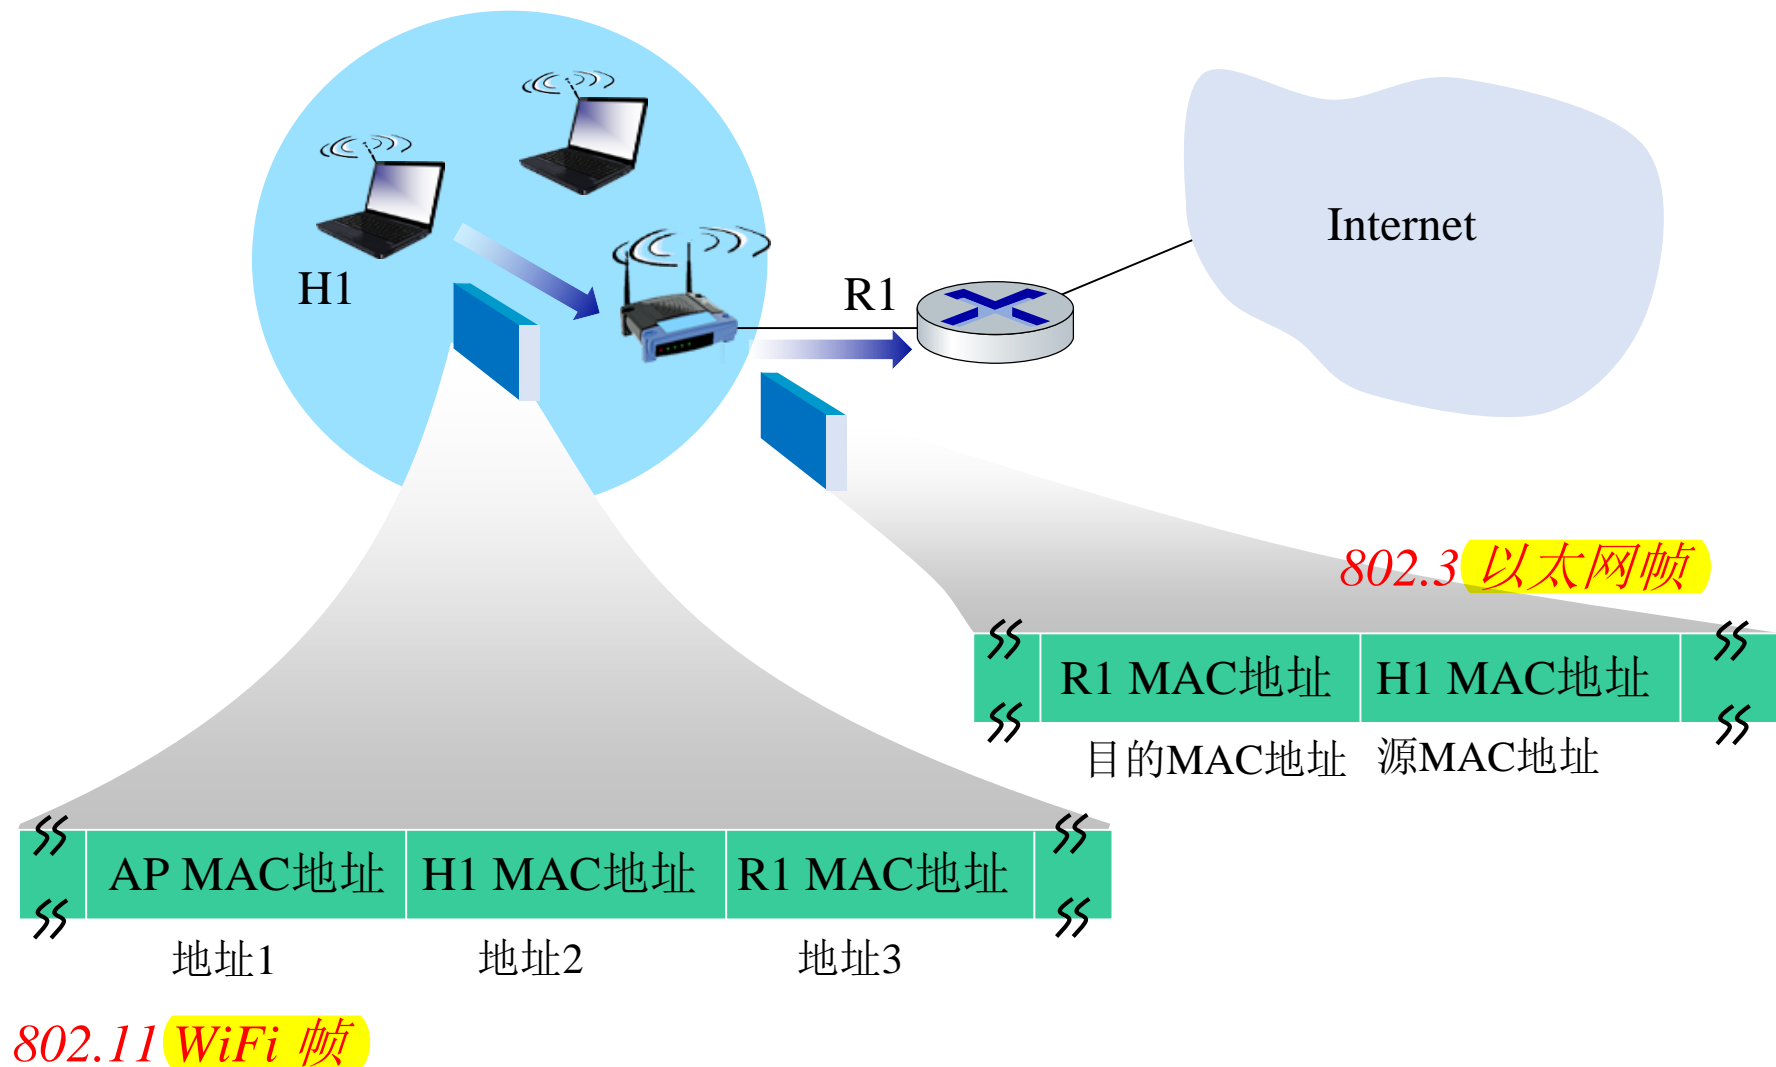 Internet
H1
R1
802.3 以太网帧
R1 MAC地址 H1 MAC地址
目的MAC地址 源MAC地址
AP MAC地址 H1 MAC地址 R1 MAC地址
地址1 地址2 地址3
802.11 WiFi 帧